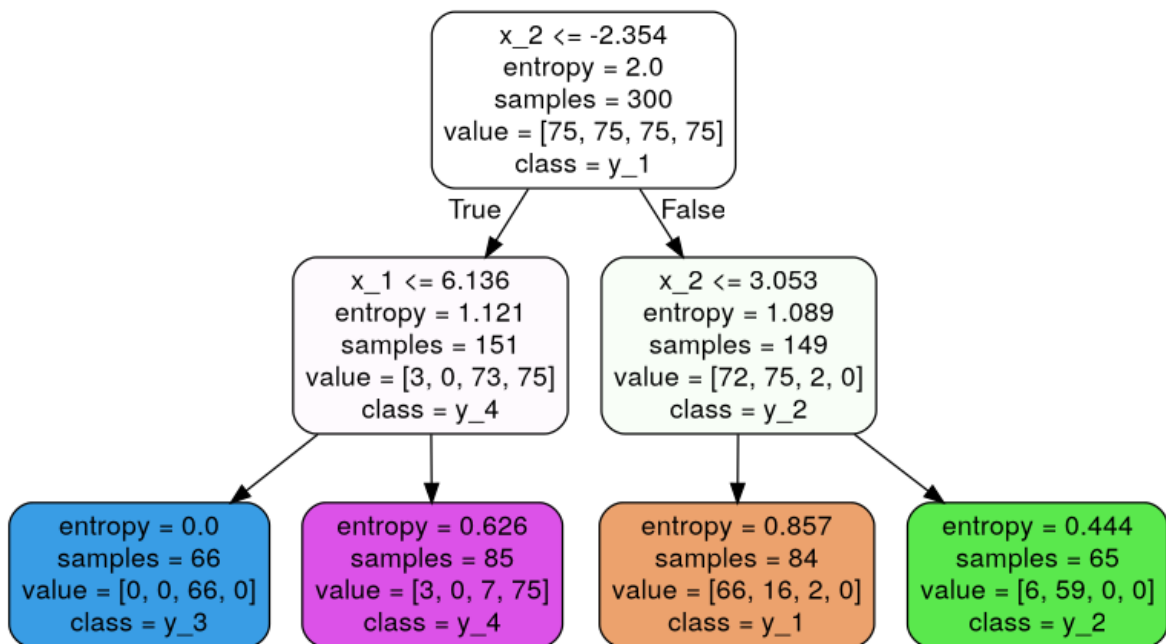 x_2 <= -2.354
entropy = 2.0
samples = 300
value = [75, 75, 75, 75]
class = y_1
True
False
x_1 <= 6.136
entropy = 1.121
samples = 151
value = [3, 0, 73, 75]
class = y_4
x_2 <= 3.053
entropy = 1.089
samples = 149
value = [72, 75, 2, 0]
class = y_2
entropy = 0.0
samples = 66
value = [0, 0, 66, 0]
class = y_3
entropy = 0.626
samples = 85
value = [3, 0, 7, 75]
class = y_4
entropy = 0.857
samples = 84
value = [66, 16, 2, 0]
class = y_1
entropy = 0.444
samples = 65
value = [6, 59, 0, 0]
class = y_2